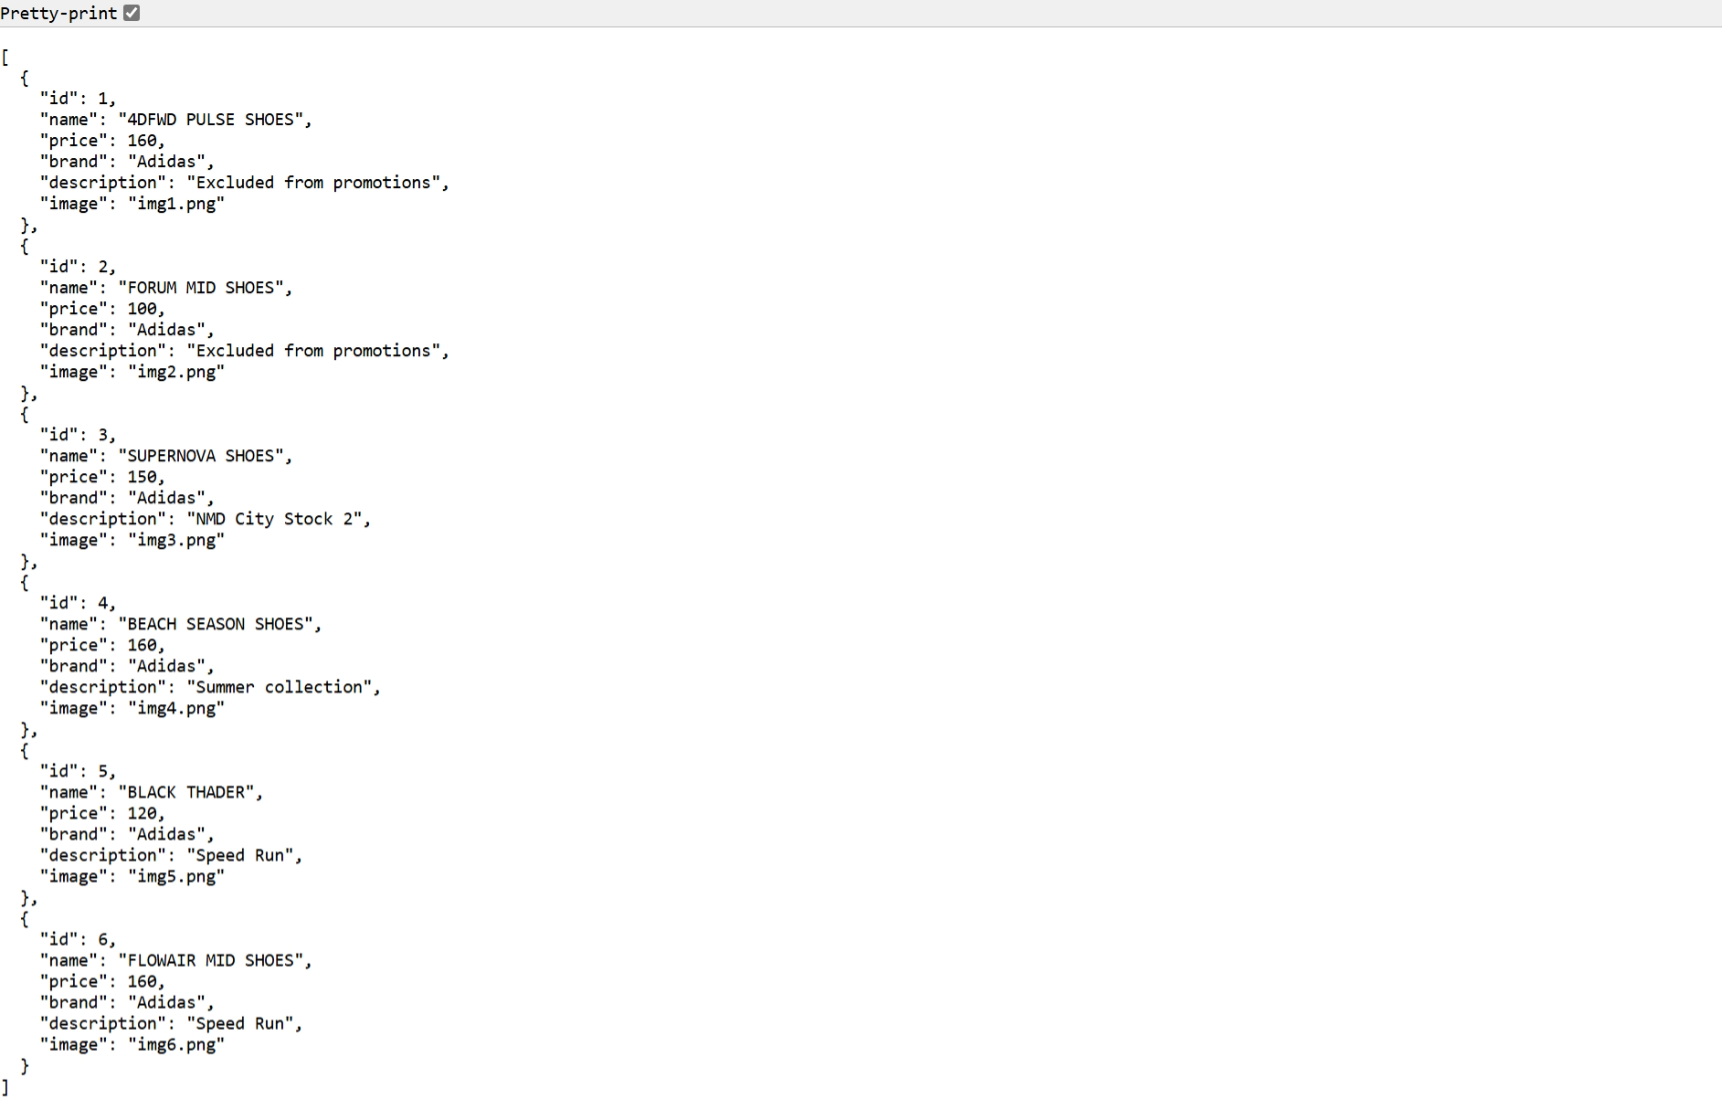 Pretty-print
[
  {
    "id": 1,
    "name": "4DFWD PULSE SHOES",
    "price": 160,
    "brand": "Adidas",
    "description": "Excluded from promotions",
    "image": "img1.png"
  },
  {
    "id": 2,
    "name": "FORUM MID SHOES",
    "price": 100,
    "brand": "Adidas",
    "description": "Excluded from promotions",
    "image": "img2.png"
  },
  {
    "id": 3,
    "name": "SUPERNOVA SHOES",
    "price": 150,
    "brand": "Adidas",
    "description": "NMD City Stock 2",
    "image": "img3.png"
  },
  {
    "id": 4,
    "name": "BEACH SEASON SHOES",
    "price": 160,
    "brand": "Adidas",
    "description": "Summer collection",
    "image": "img4.png"
  },
  {
    "id": 5,
    "name": "BLACK THADER",
    "price": 120,
    "brand": "Adidas",
    "description": "Speed Run",
    "image": "img5.png"
  },
  {
    "id": 6,
    "name": "FLOWAIR MID SHOES",
    "price": 160,
    "brand": "Adidas",
    "description": "Speed Run",
    "image": "img6.png"
  }
]